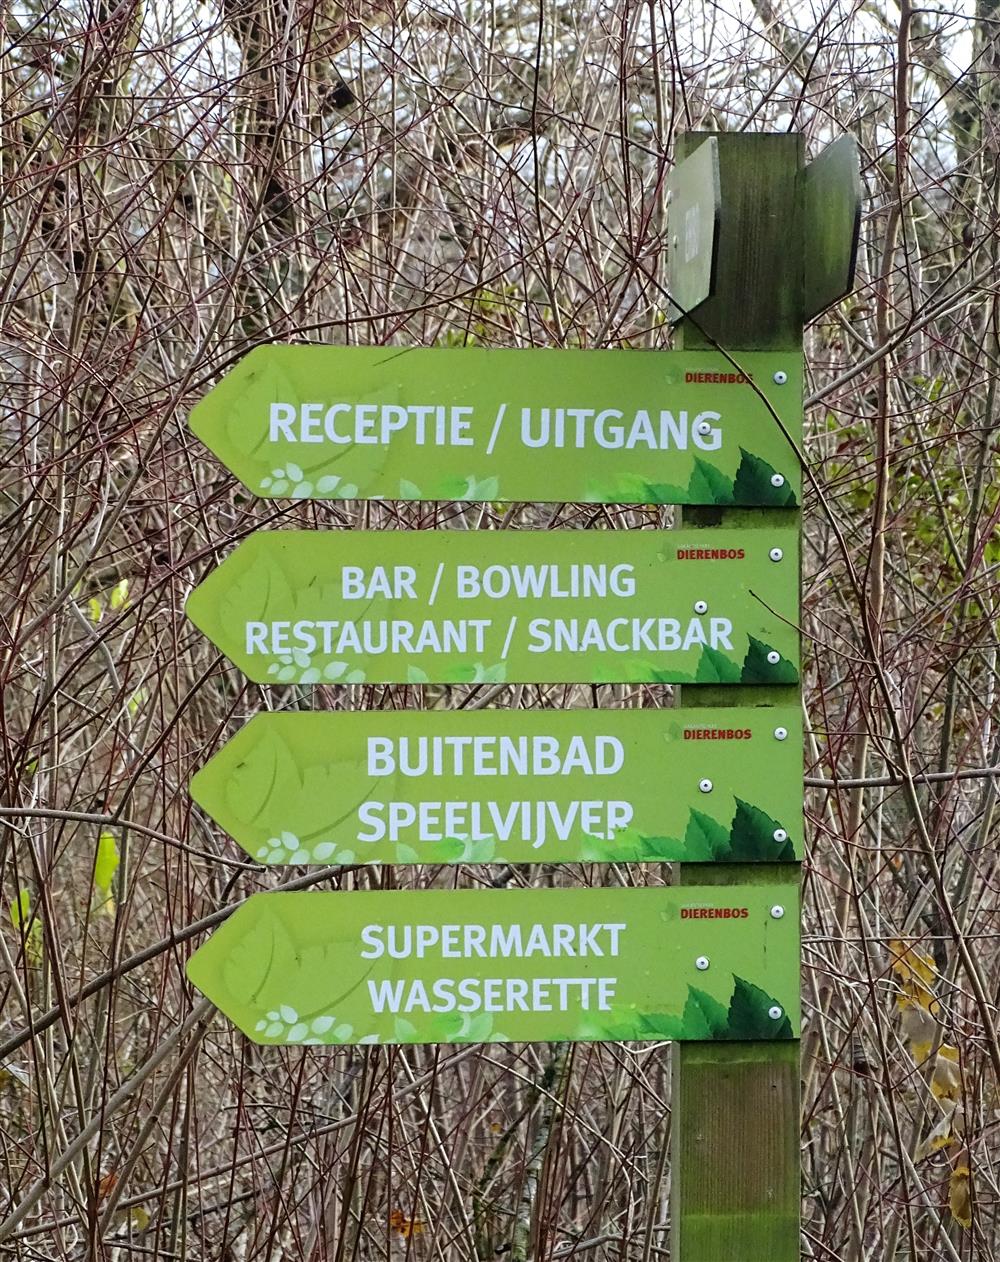 DIERENBOS
RECEPTIE / UITGANG
DIERENBOS
BAR / BOWLING
RESTAURANT / SNACKBAR
DIERENBOS
BUITENBAD
SPEELVIJVER
DIERENBOS
SUPERMARKT
WASSERETTE